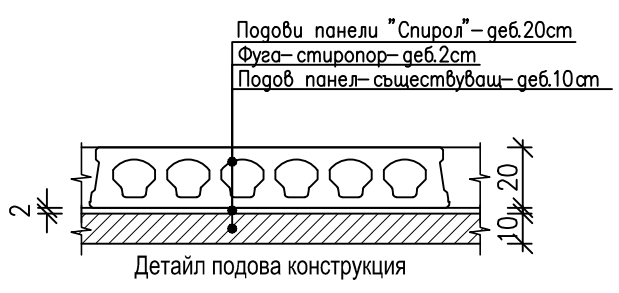 Подови панели "Спирол"-деб.20cm
Фуга-стиропор-деб.2cm
Подов панел-съществуващ-деб.10cm
20
2
10
Детайл подова конструкция